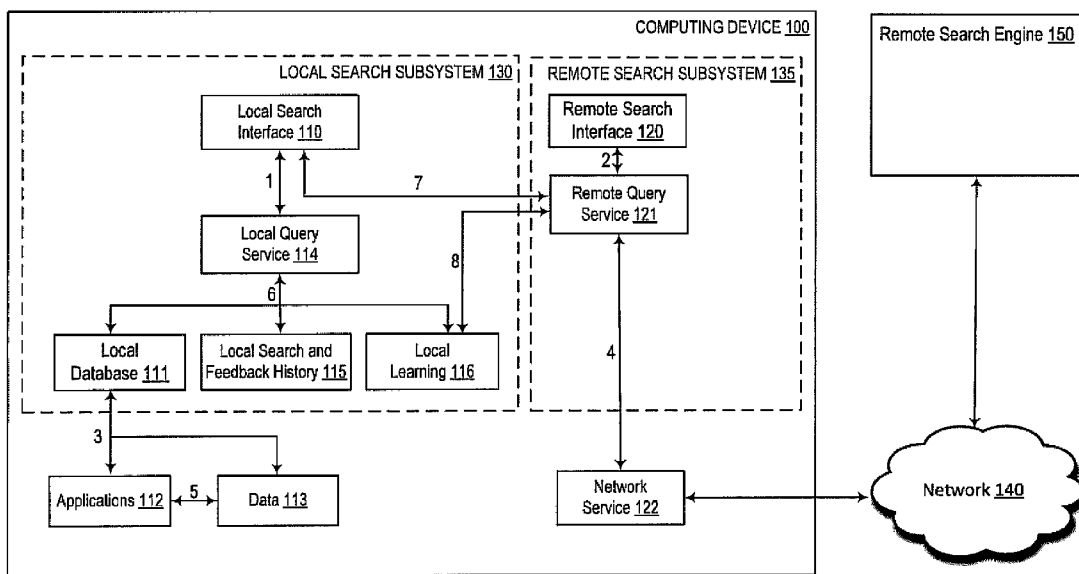 COMPUTING DEVICE 100
Remote Search Engine 150
LOCAL SEARCH SUBSYSTEM 130
REMOTE SEARCH SUBSYSTEM 135
Local Search
Interface 110
Remote Search
Interface 120
1
7
2
Remote Query
Service 121
Local Query
Service 114
8
6
4
Local
Database 111
Local Search and
Feedback History 115
Local
Learning 116
3
Applications 112
5
Data 113
Network
Service 122
Network 140